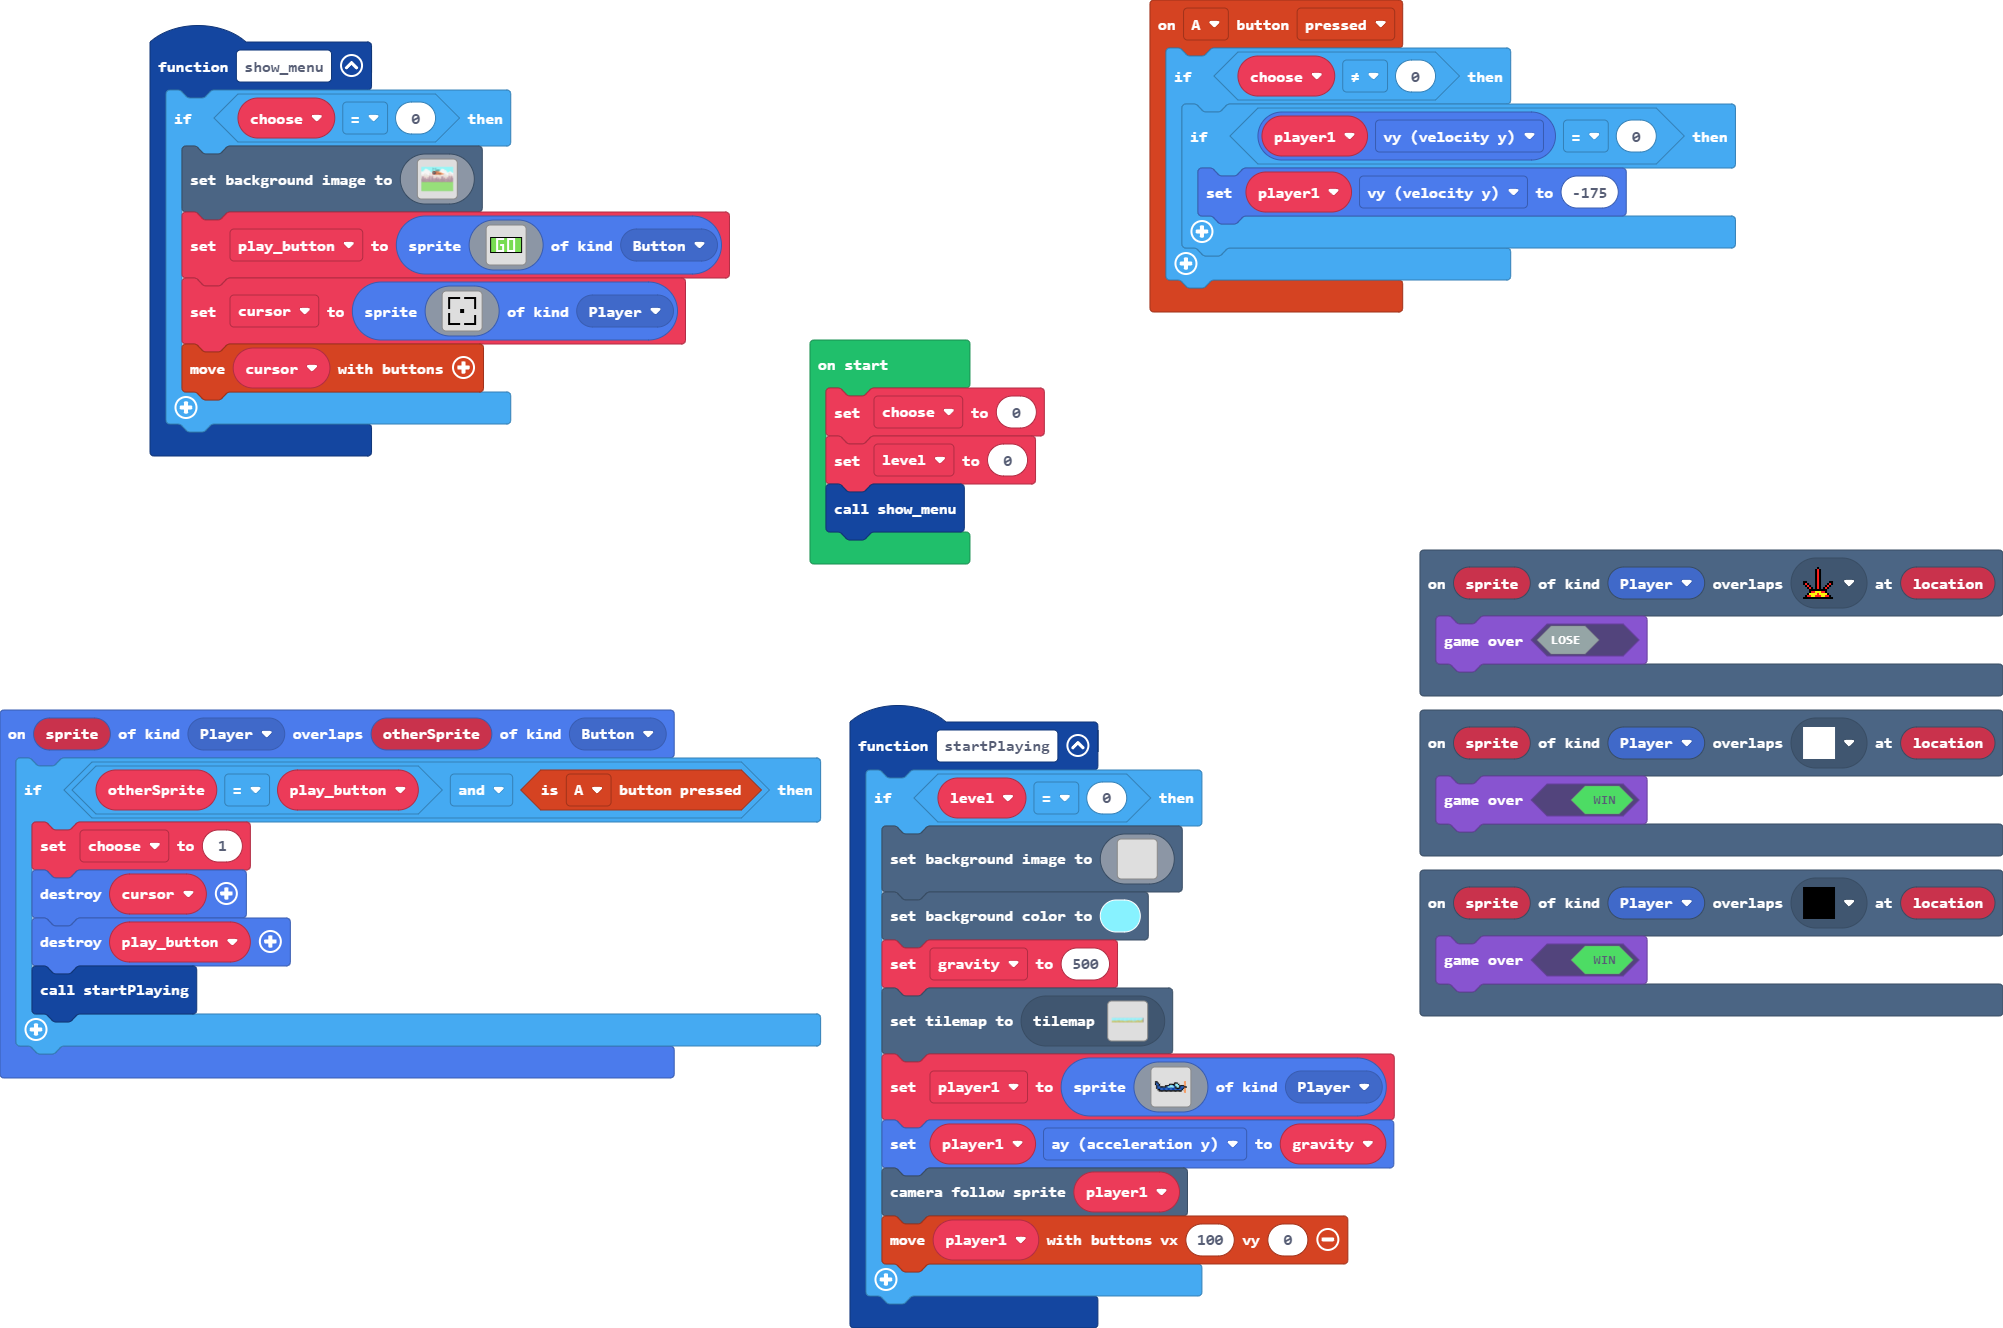 function show_menu
if choose = 0 then
set background image to
set play_button to sprite GO of kind Button
set cursor to sprite of kind Player
move cursor with buttons
on A button pressed
if choose ≠ 0 then
if player1 vy (velocity y) = 0 then
set player1 vy (velocity y) to -175
on start
set choose to 0
set level to 0
call show_menu
on sprite of kind Player overlaps at location
game over LOSE
on sprite of kind Player overlaps at location
game over WIN
on sprite of kind Player overlaps at location
game over WIN
on sprite of kind Player overlaps otherSprite of kind Button
if otherSprite = play_button and is A button pressed then
set choose to 1
destroy cursor
destroy play_button
call startPlaying
function startPlaying
if level = 0 then
set background image to
set background color to
set gravity to 500
set tilemap to tilemap
set player1 to sprite of kind Player
set player1 ay (acceleration y) to gravity
camera follow sprite player1
move player1 with buttons vx 100 vy 0